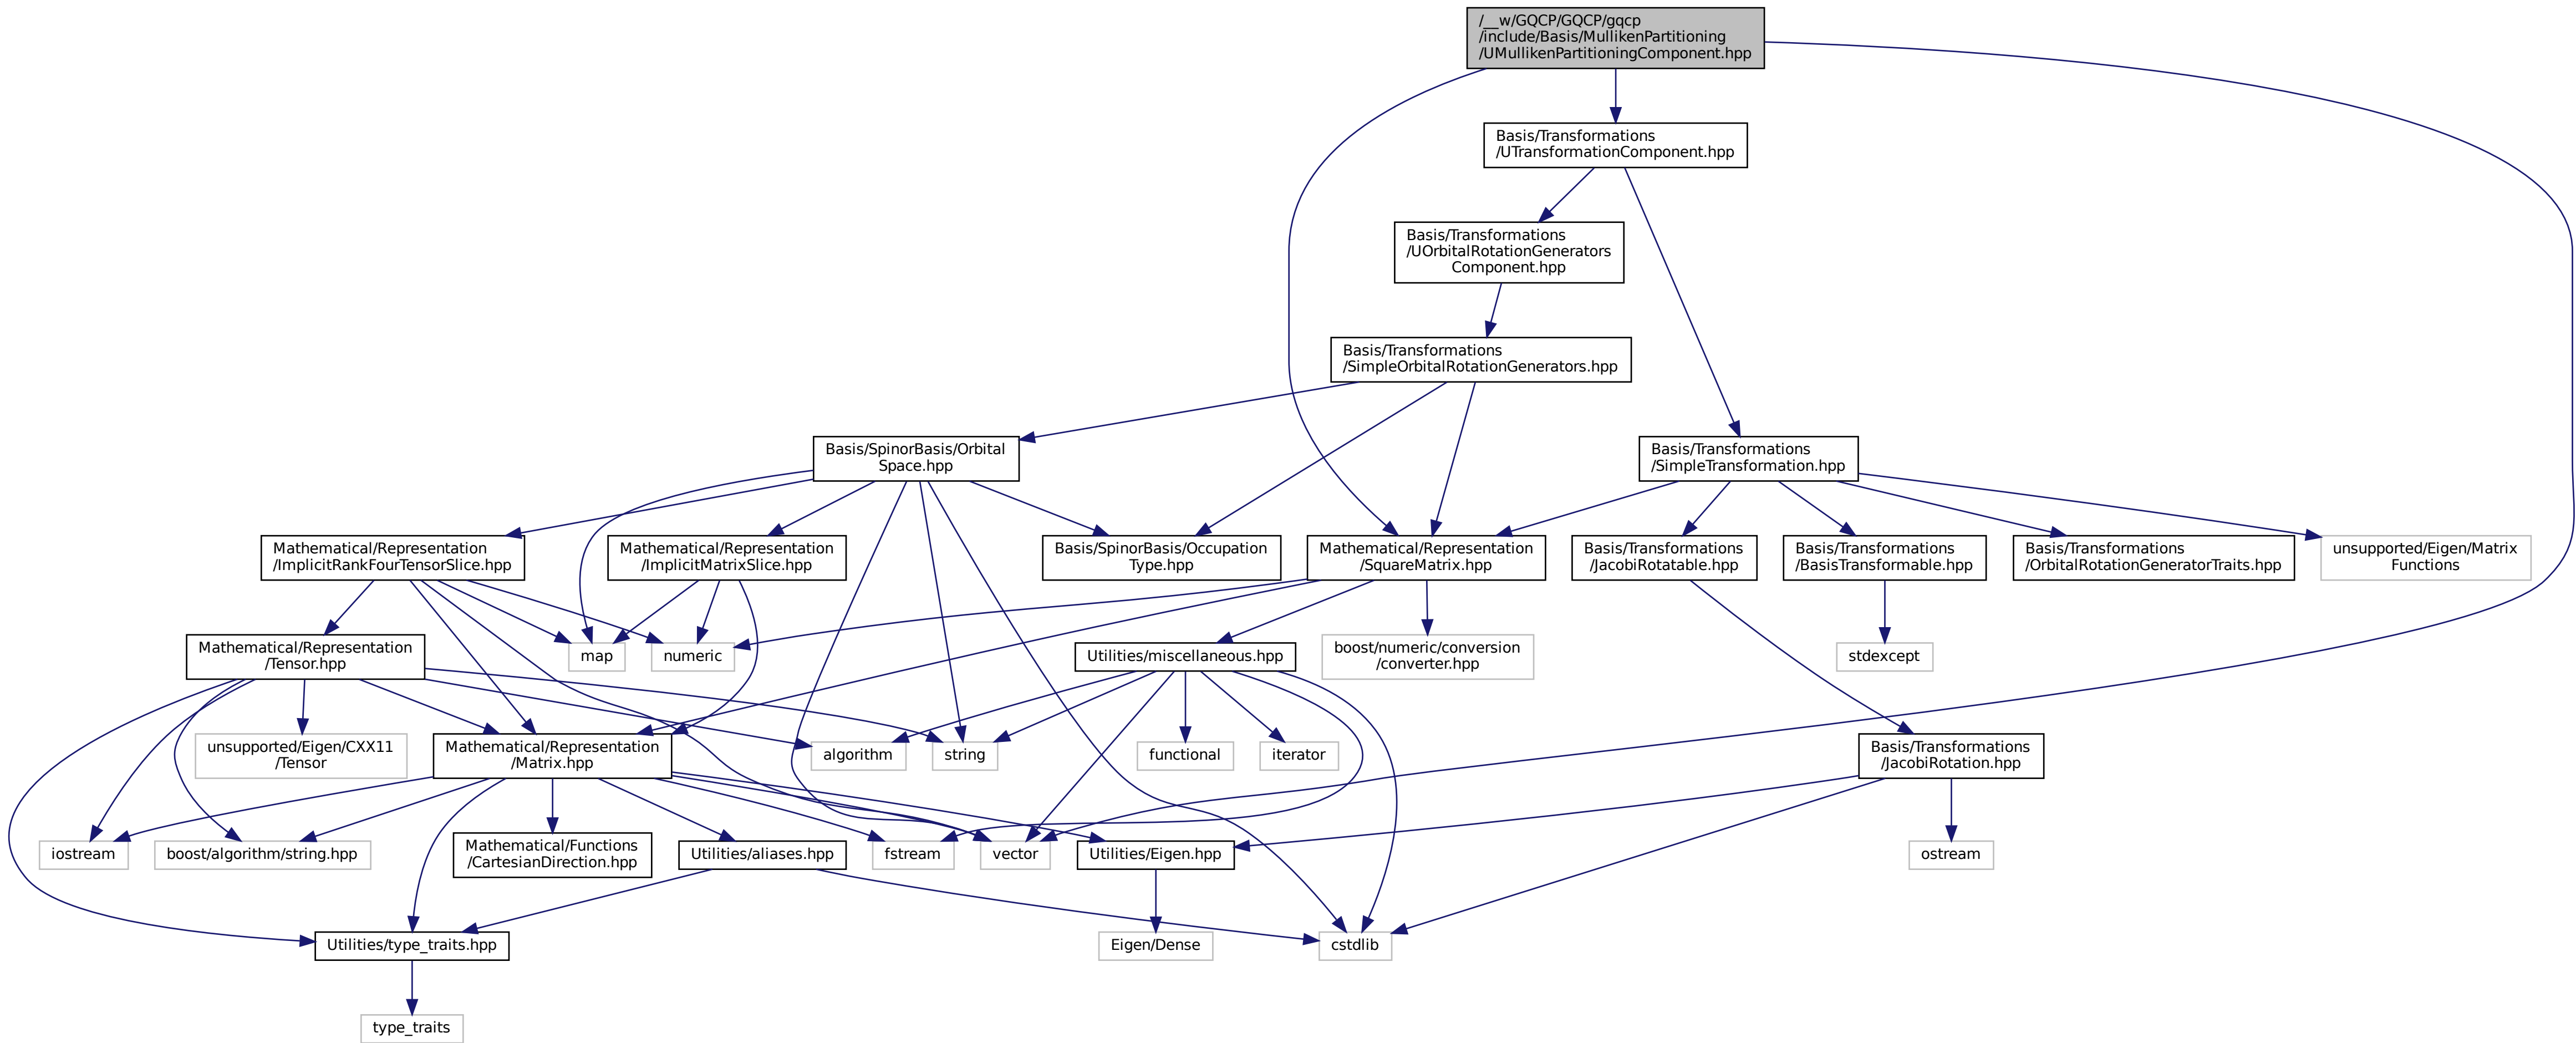 /__w/GQCP/GQCP/gqcp
/include/Basis/MullikenPartitioning
/UMullikenPartitioningComponent.hpp
Basis/Transformations
/UTransformationComponent.hpp
Basis/Transformations
/UOrbitalRotationGenerators
Component.hpp
Basis/Transformations
/SimpleOrbitalRotationGenerators.hpp
Basis/SpinorBasis/Orbital
Space.hpp
Basis/Transformations
/SimpleTransformation.hpp
Mathematical/Representation
/ImplicitRankFourTensorSlice.hpp
Mathematical/Representation
/ImplicitMatrixSlice.hpp
Basis/SpinorBasis/Occupation
Type.hpp
Mathematical/Representation
/SquareMatrix.hpp
Basis/Transformations
/JacobiRotatable.hpp
Basis/Transformations
/BasisTransformable.hpp
Basis/Transformations
/OrbitalRotationGeneratorTraits.hpp
unsupported/Eigen/Matrix
Functions
Mathematical/Representation
/Tensor.hpp
map
numeric
Utilities/miscellaneous.hpp
boost/numeric/conversion
/converter.hpp
stdexcept
unsupported/Eigen/CXX11
/Tensor
Mathematical/Representation
/Matrix.hpp
algorithm
string
functional
iterator
Basis/Transformations
/JacobiRotation.hpp
iostream
boost/algorithm/string.hpp
Mathematical/Functions
/CartesianDirection.hpp
Utilities/aliases.hpp
fstream
vector
Utilities/Eigen.hpp
ostream
Utilities/type_traits.hpp
Eigen/Dense
cstdlib
type_traits